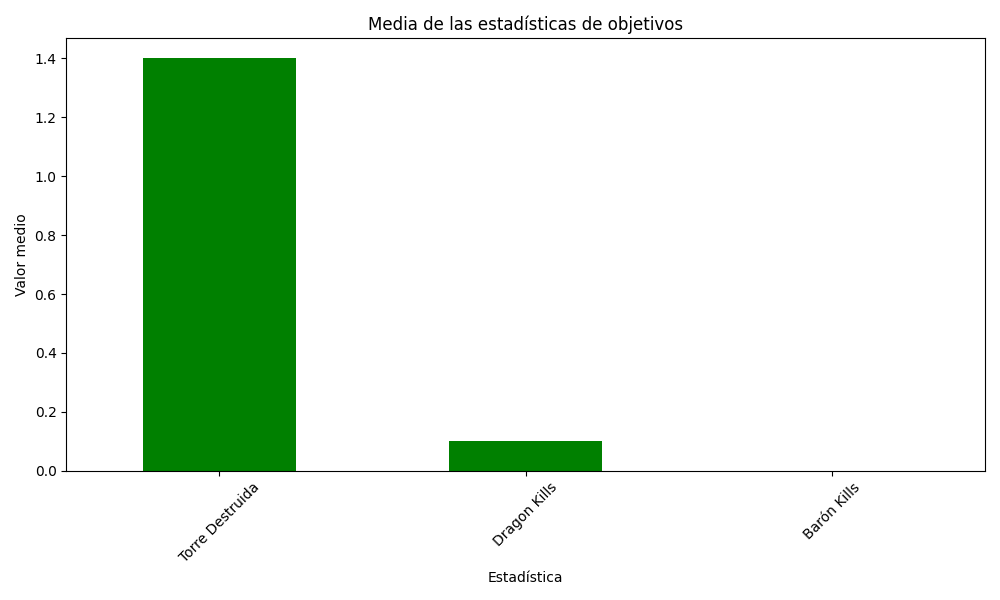 Media de las estadísticas de objetivos
Valor medio
1.4
1.2
1.0
0.8
0.6
0.4
0.2
0.0
Torre Destruida
Dragon Kills
Barón Kills
Estadística